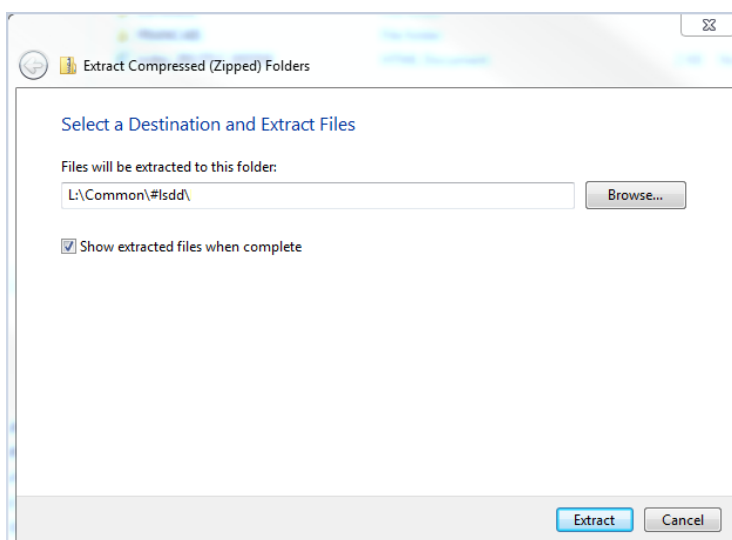 Extract Compressed (Zipped) Folders
Select a Destination and Extract Files
Files will be extracted to this folder:
L:\Common\#lsdd\
Browse...
Show extracted files when complete
Extract
Cancel